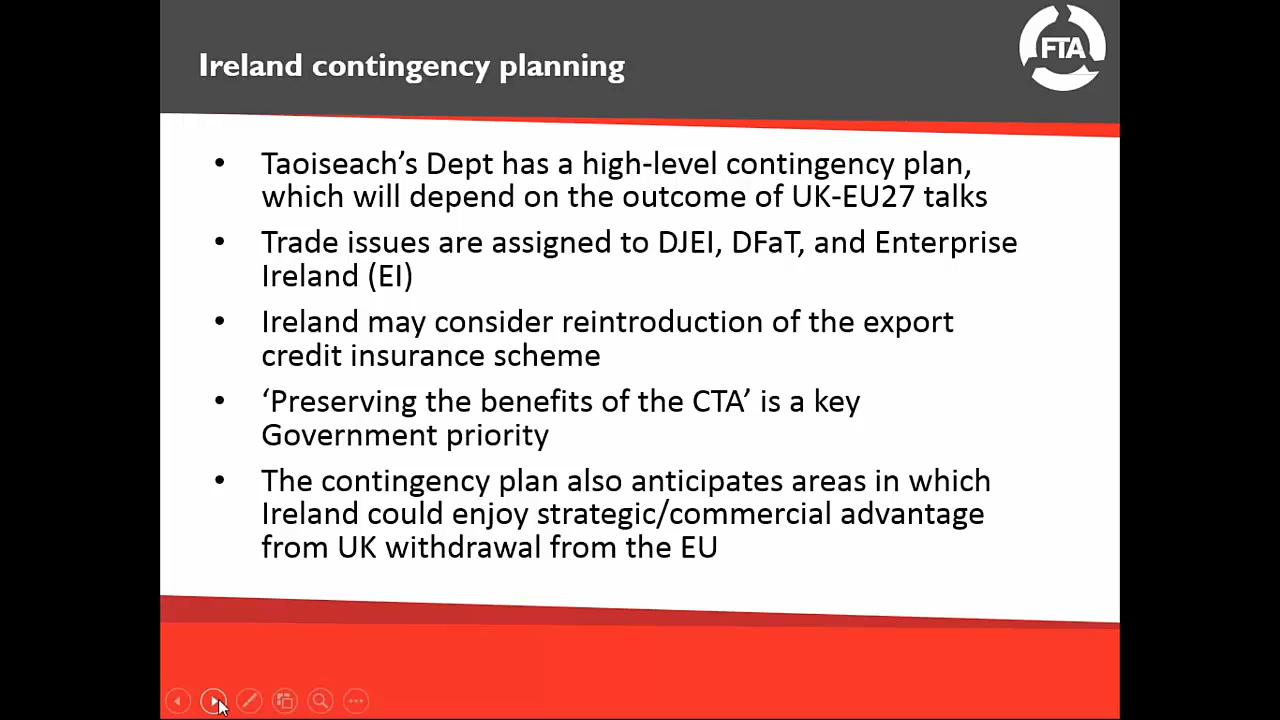 Ireland contingency planning
FTA
• Taoiseach’s Dept has a high-level contingency plan,
which will depend on the outcome of UK-EU27 talks
• Trade issues are assigned to DJEI, DFaT, and Enterprise
Ireland (EI)
• Ireland may consider reintroduction of the export
credit insurance scheme
• ‘Preserving the benefits of the CTA’ is a key
Government priority
• The contingency plan also anticipates areas in which
Ireland could enjoy strategic/commercial advantage
from UK withdrawal from the EU